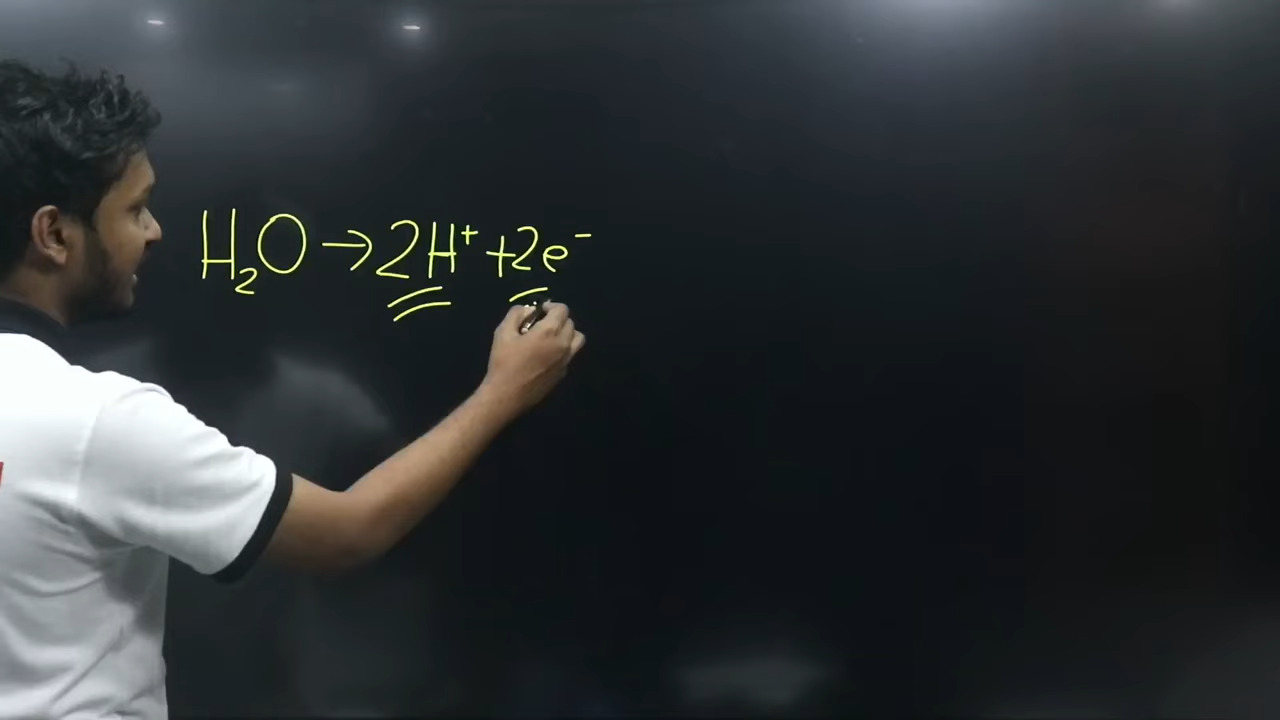 H₂O → 2H⁺ + 2e⁻